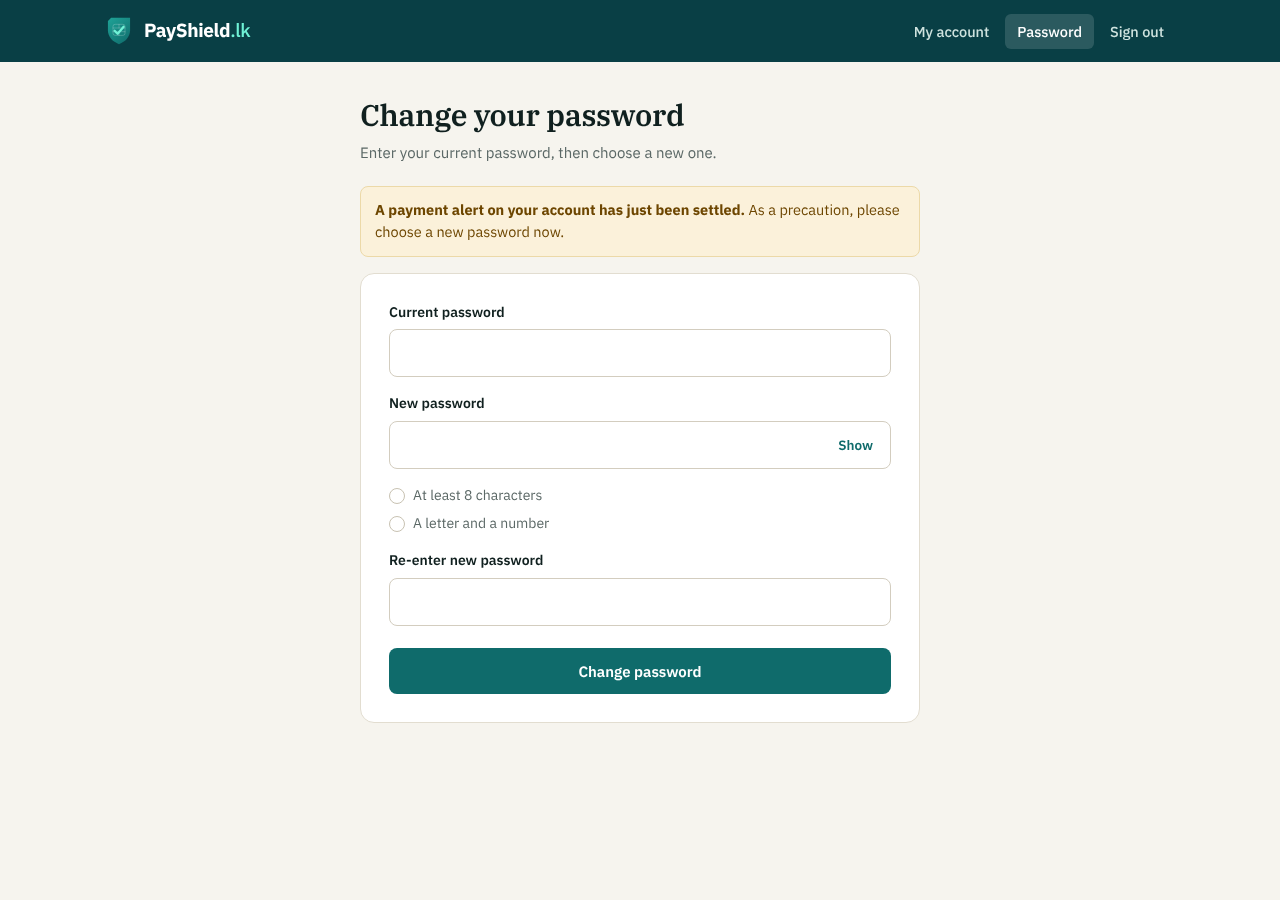 PayShield.lk
My account
Password
Sign out
Change your password
Enter your current password, then choose a new one.
A payment alert on your account has just been settled. As a precaution, please
choose a new password now.
Current password
New password
Show
At least 8 characters
A letter and a number
Re-enter new password
Change password